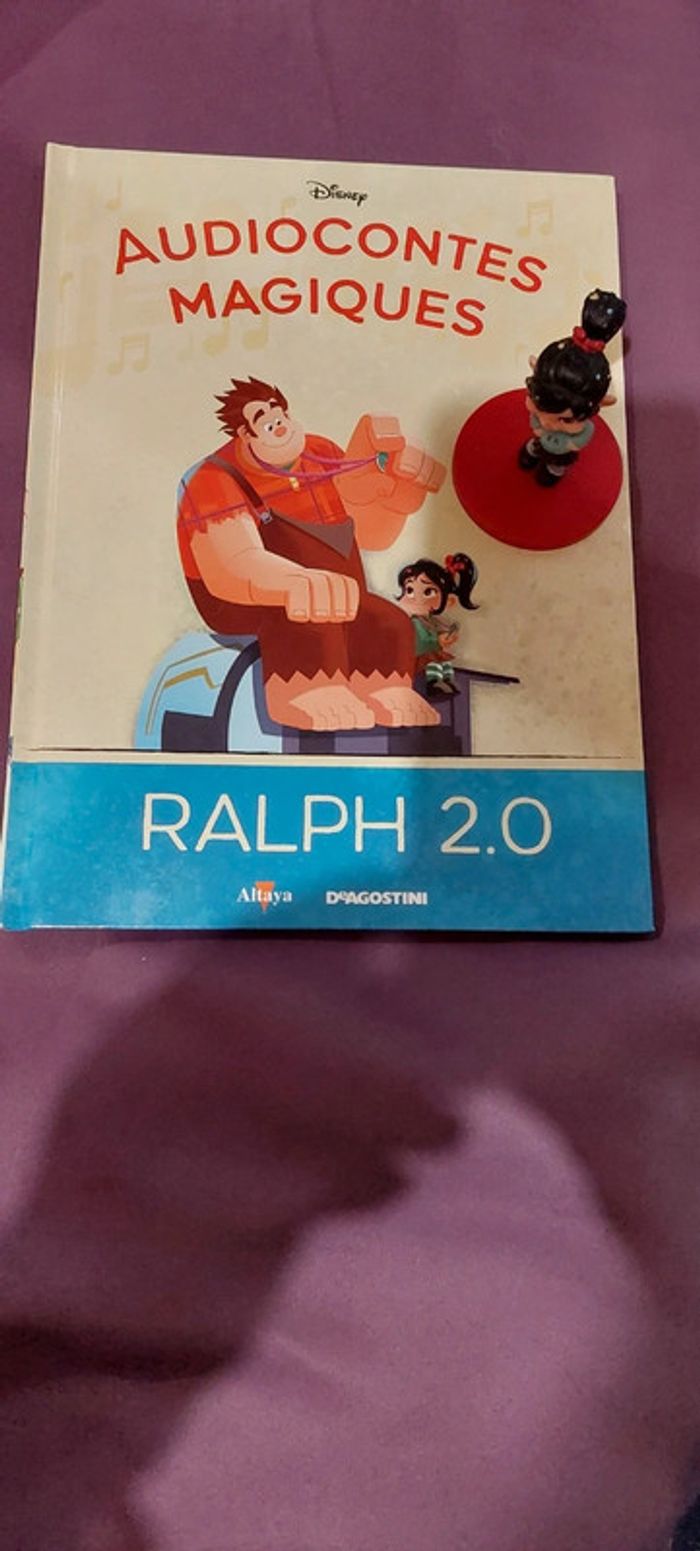 Disney
AUDIOCONTES
MAGIQUES
RALPH 2.0
Altaya DeAGOSTINI